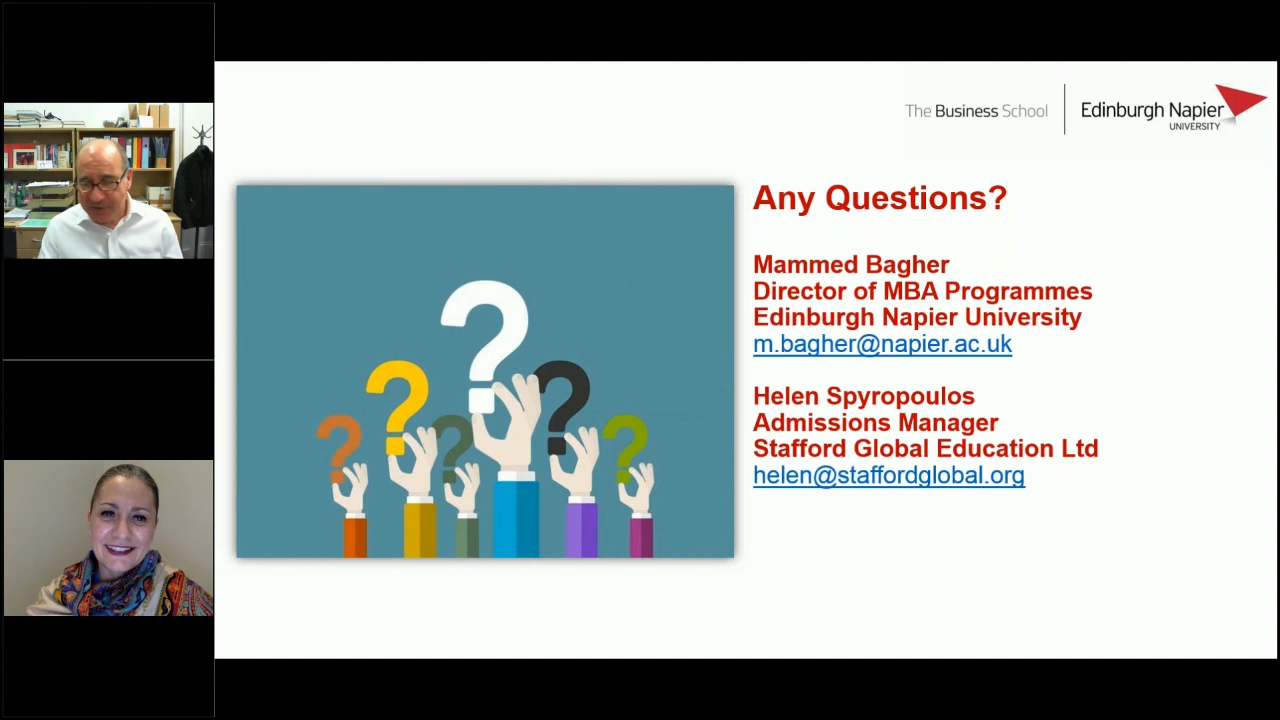 The Business School
Edinburgh Napier
UNIVERSITY
Any Questions?
Mammed Bagher
Director of MBA Programmes
Edinburgh Napier University
m.bagher@napier.ac.uk
Helen Spyropoulos
Admissions Manager
Stafford Global Education Ltd
helen@staffordglobal.org
? ? ? ? ? ?